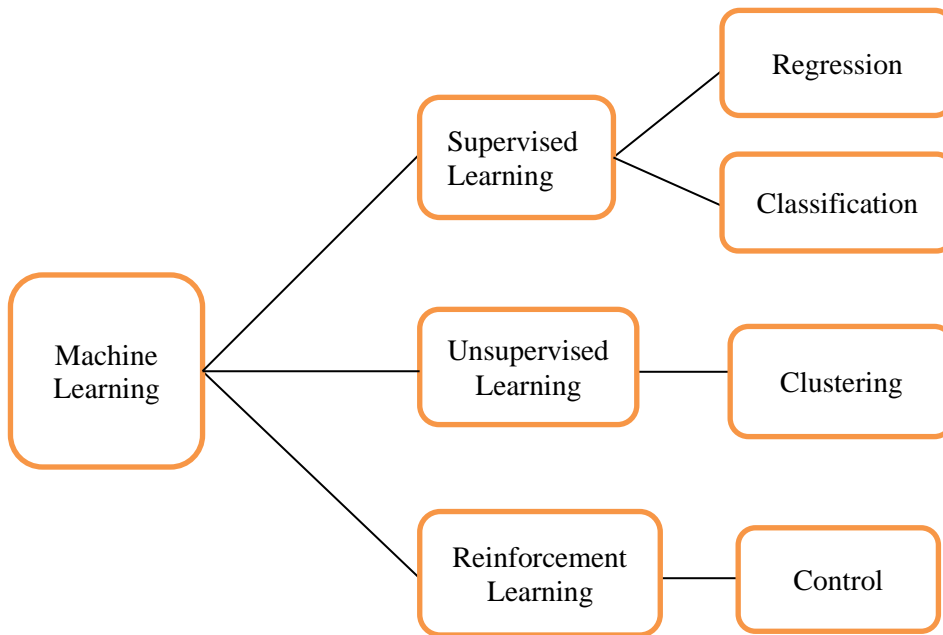 Machine
Learning
Supervised
Learning
Regression
Classification
Unsupervised
Learning
Clustering
Reinforcement
Learning
Control